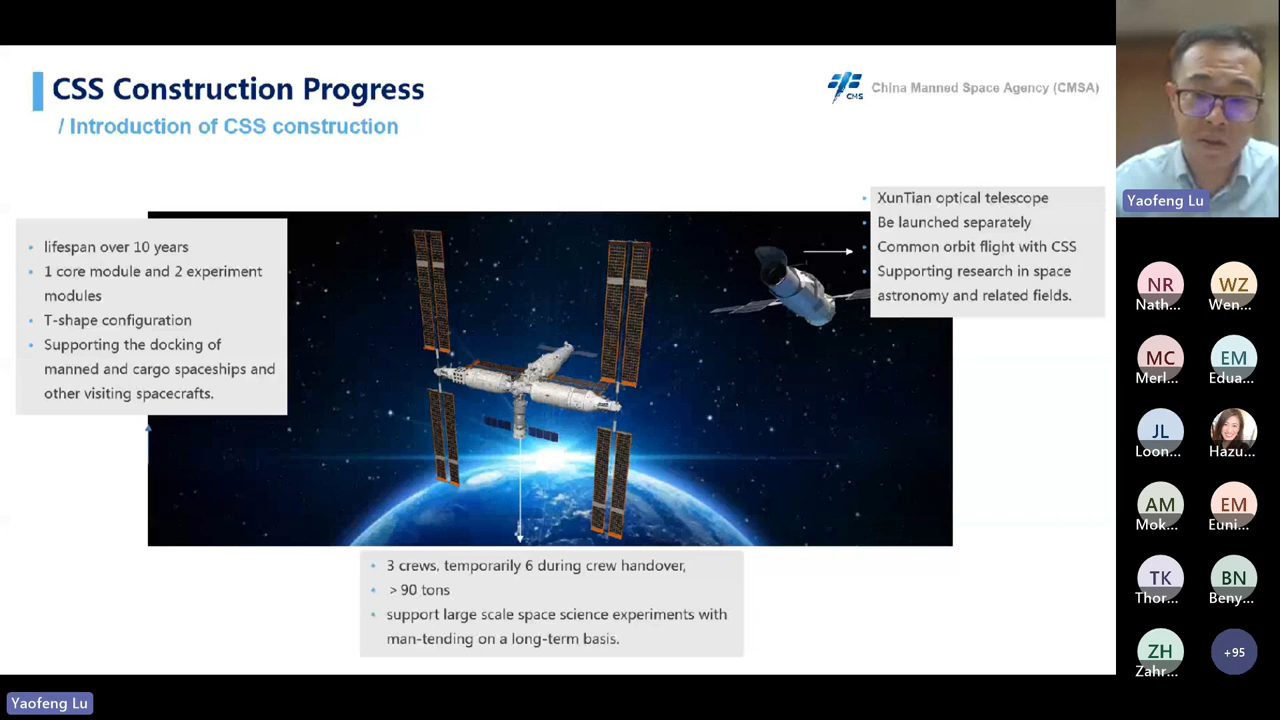 CSS Construction Progress
/ Introduction of CSS construction
CMS
China Manned Space Agency (CMSA)
• lifespan over 10 years
• 1 core module and 2 experiment
modules
• T-shape configuration
• Supporting the docking of
manned and cargo spaceships and
other visiting spacecrafts.
• XunTian optical telescope
• Be launched separately
• Common orbit flight with CSS
• Supporting research in space
astronomy and related fields.
• 3 crews, temporarily 6 during crew handover,
• > 90 tons
• support large scale space science experiments with
man-tending on a long-term basis.
Yaofeng Lu
NR
Nath...
WZ
Wen...
MC
Merl...
EM
Edua...
JL
Loon...
Hazu...
AM
Mok...
EM
Euni...
TK
Thor...
BN
Beny...
ZH
Zahr...
+95
Yaofeng Lu